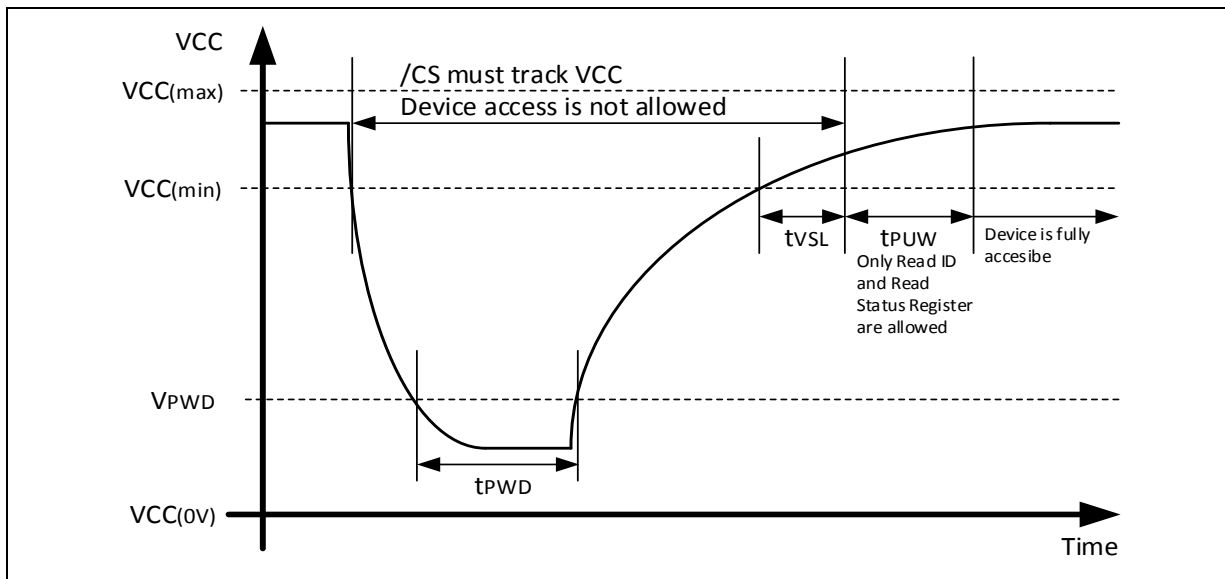 VCC
/CS must track VCC
VCC(max)
Device access is not allowed
VCC(min)
tVSL
tPUW
Device is fully
accesibe
Only Read ID
and Read
Status Register
are allowed
VPWD
tPWD
VCC(0V)
Time